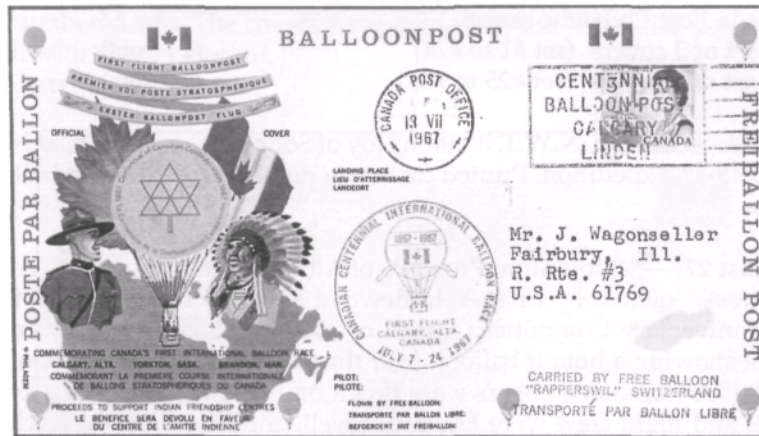 BALLOONPOST
FIRST FLIGHT BALLOONPOST
PREMIER VOL POSTE STRATOSPHERIQUE
ERSTER BALLONPOST FLUG
OFFICIAL
COVER
POSTE PAR BALLON
FREIBALLON POST
CANADA POST OFFICE
13 VII
1967
LANDING PLACE
LIEU D'ATTERRISSAGE
LANDEORT
CENTENNIAL
BALLOON POST
CALGARY
LINDEN
CANADA
CANADIAN CENTENNIAL INTERNATIONAL BALLOON RACE
1867-1967
FIRST FLIGHT
CALGARY, ALTA.
CANADA
JULY 7-24, 1967
Mr. J. Wagonseller
Fairbury, Ill.
R. Rte. #3
U.S.A. 61769
COMMEMORATING CANADA'S FIRST INTERNATIONAL BALLOON RACE
CALGARY, ALTA. YORKTON, SASK. BRANDON, MAN.
COMMEMORANT LA PREMIERE COURSE INTERNATIONALE
DE BALLONS STRATOSPHERIQUES DU CANADA
PROCEEDS TO SUPPORT INDIAN FRIENDSHIP CENTRES
LE BENEFICE SERA DEVOLU EN FAVEUR
DU CENTRE DE L'AMITIE INDIENNE
PILOT:
PILOTE:
FLOWN BY FREE-BALLOON:
TRANSPORTE PAR BALLON LIBRE:
BEFOERDERT MIT FREIBALLON:
CARRIED BY FREE BALLOON
"RAPPERSWIL" SWITZERLAND
TRANSPORTÉ PAR BALLON LIBRE